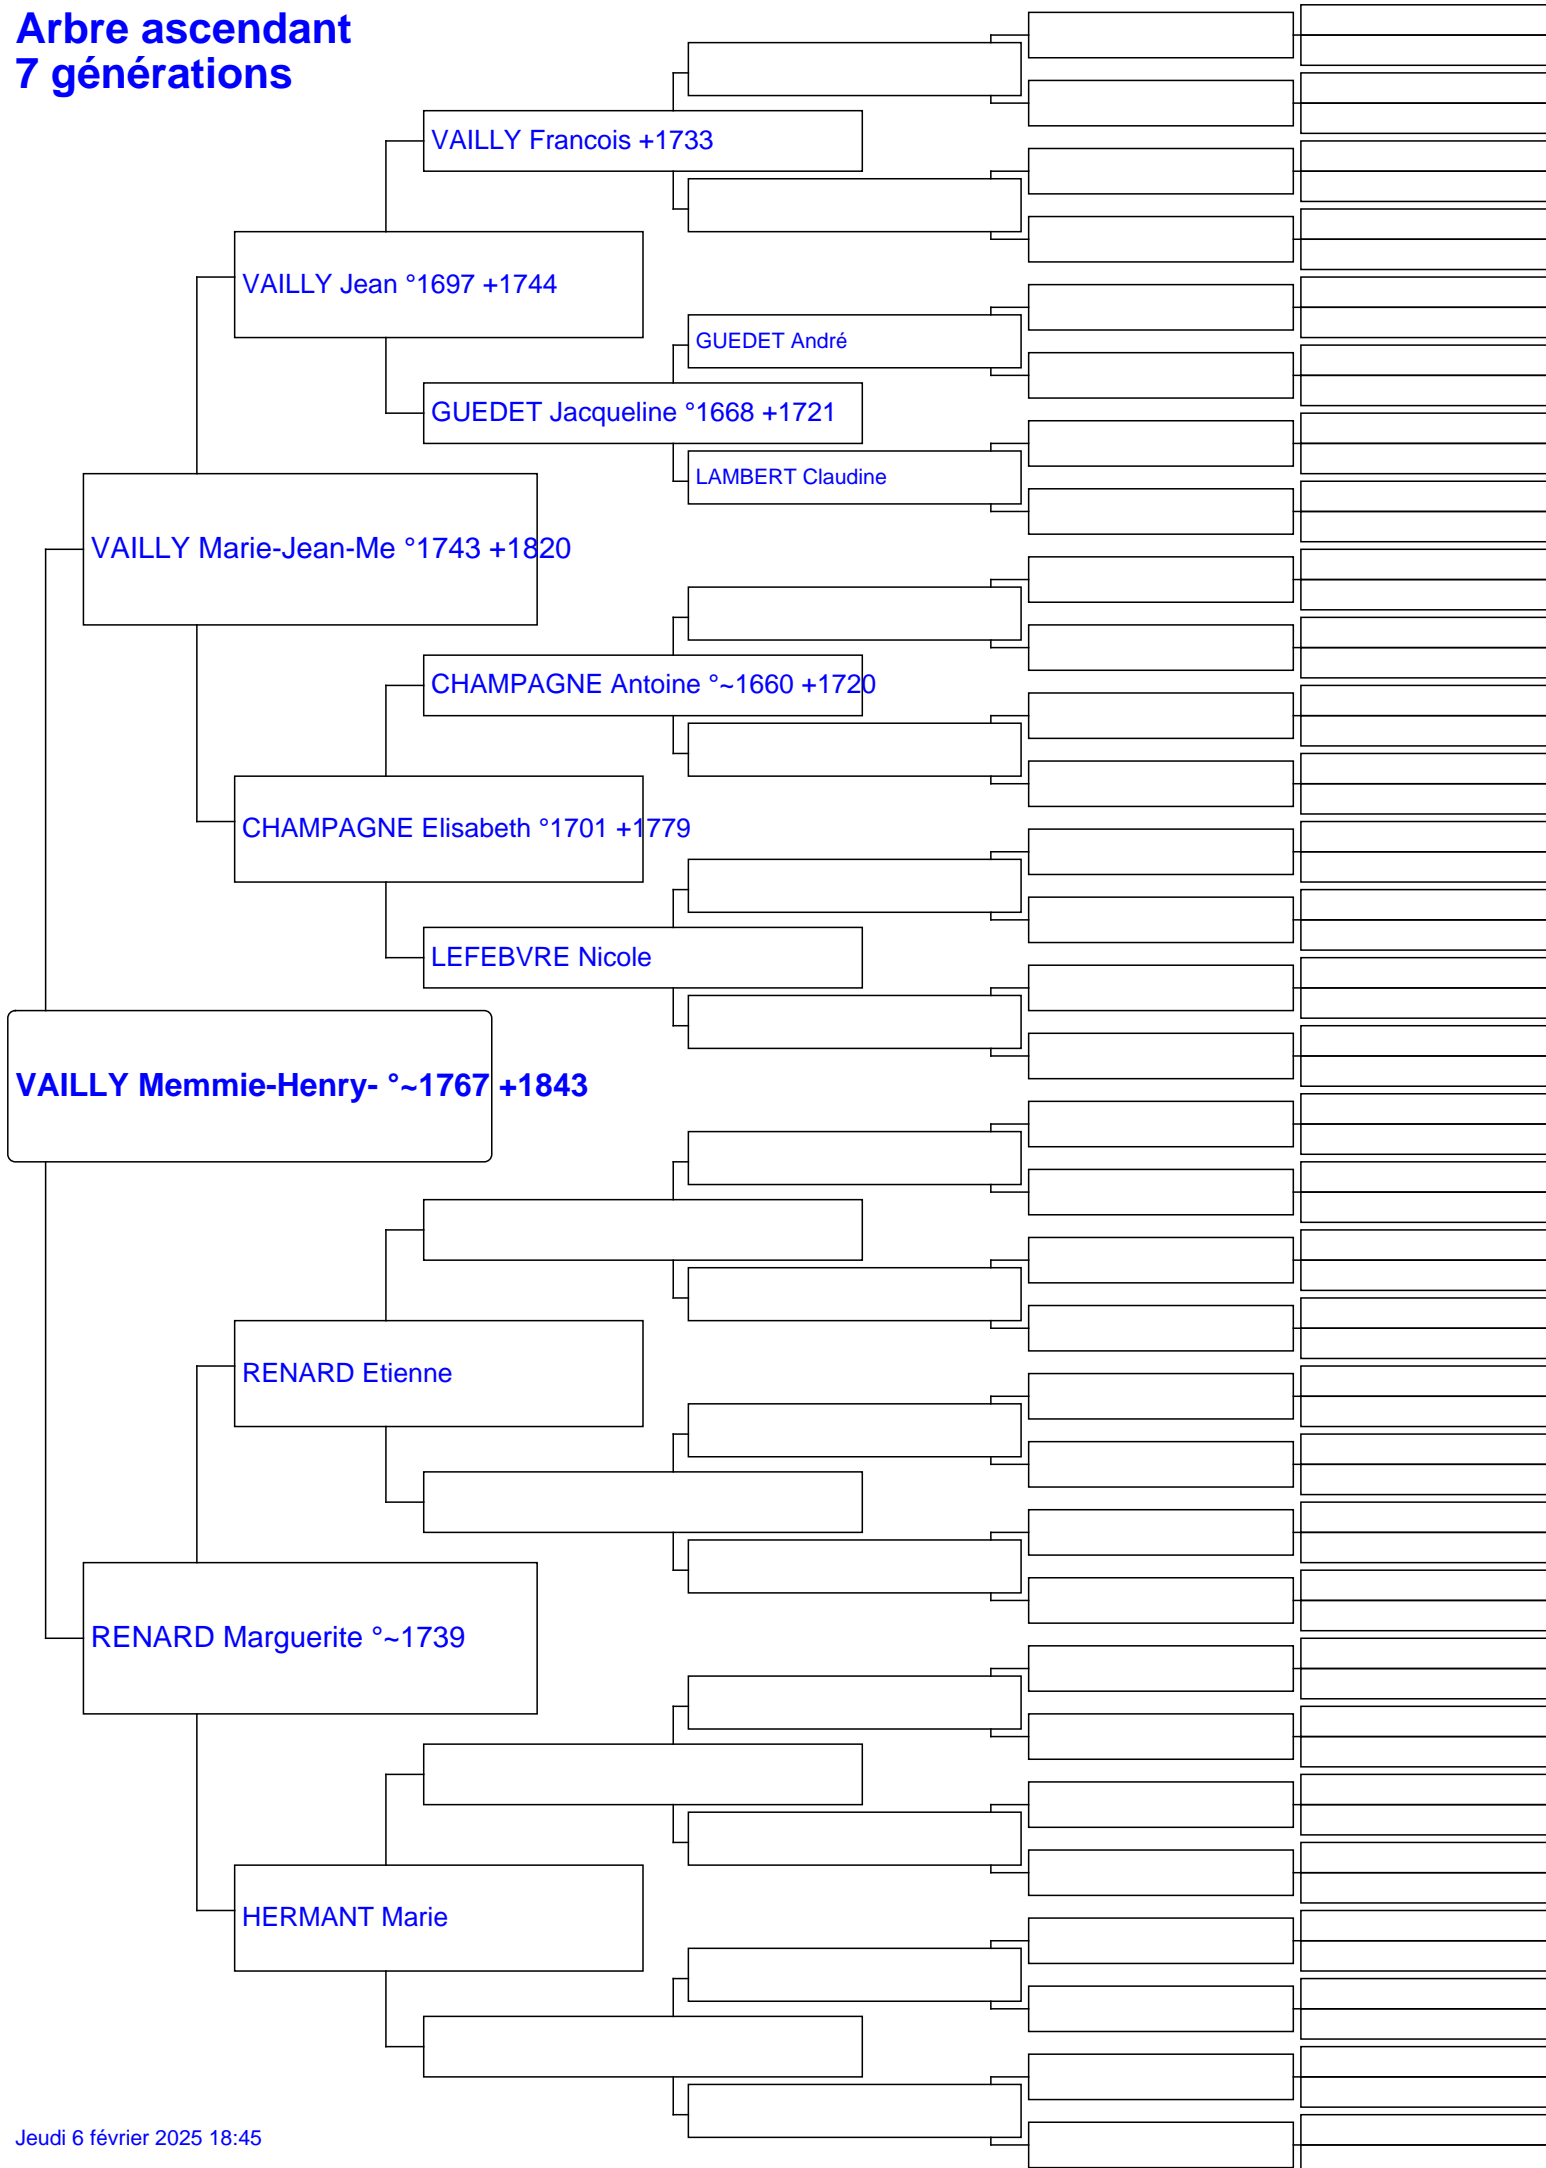 Arbre ascendant
7 générations
VAILLY Francois +1733
VAILLY Jean °1697 +1744
GUEDET André
GUEDET Jacqueline °1668 +1721
LAMBERT Claudine
VAILLY Marie-Jean-Me °1743 +1820
CHAMPAGNE Antoine °~1660 +1720
CHAMPAGNE Elisabeth °1701 +1779
LEFEBVRE Nicole
VAILLY Memmie-Henry- °~1767 +1843
RENARD Etienne
RENARD Marguerite °~1739
HERMANT Marie
Jeudi 6 février 2025 18:45